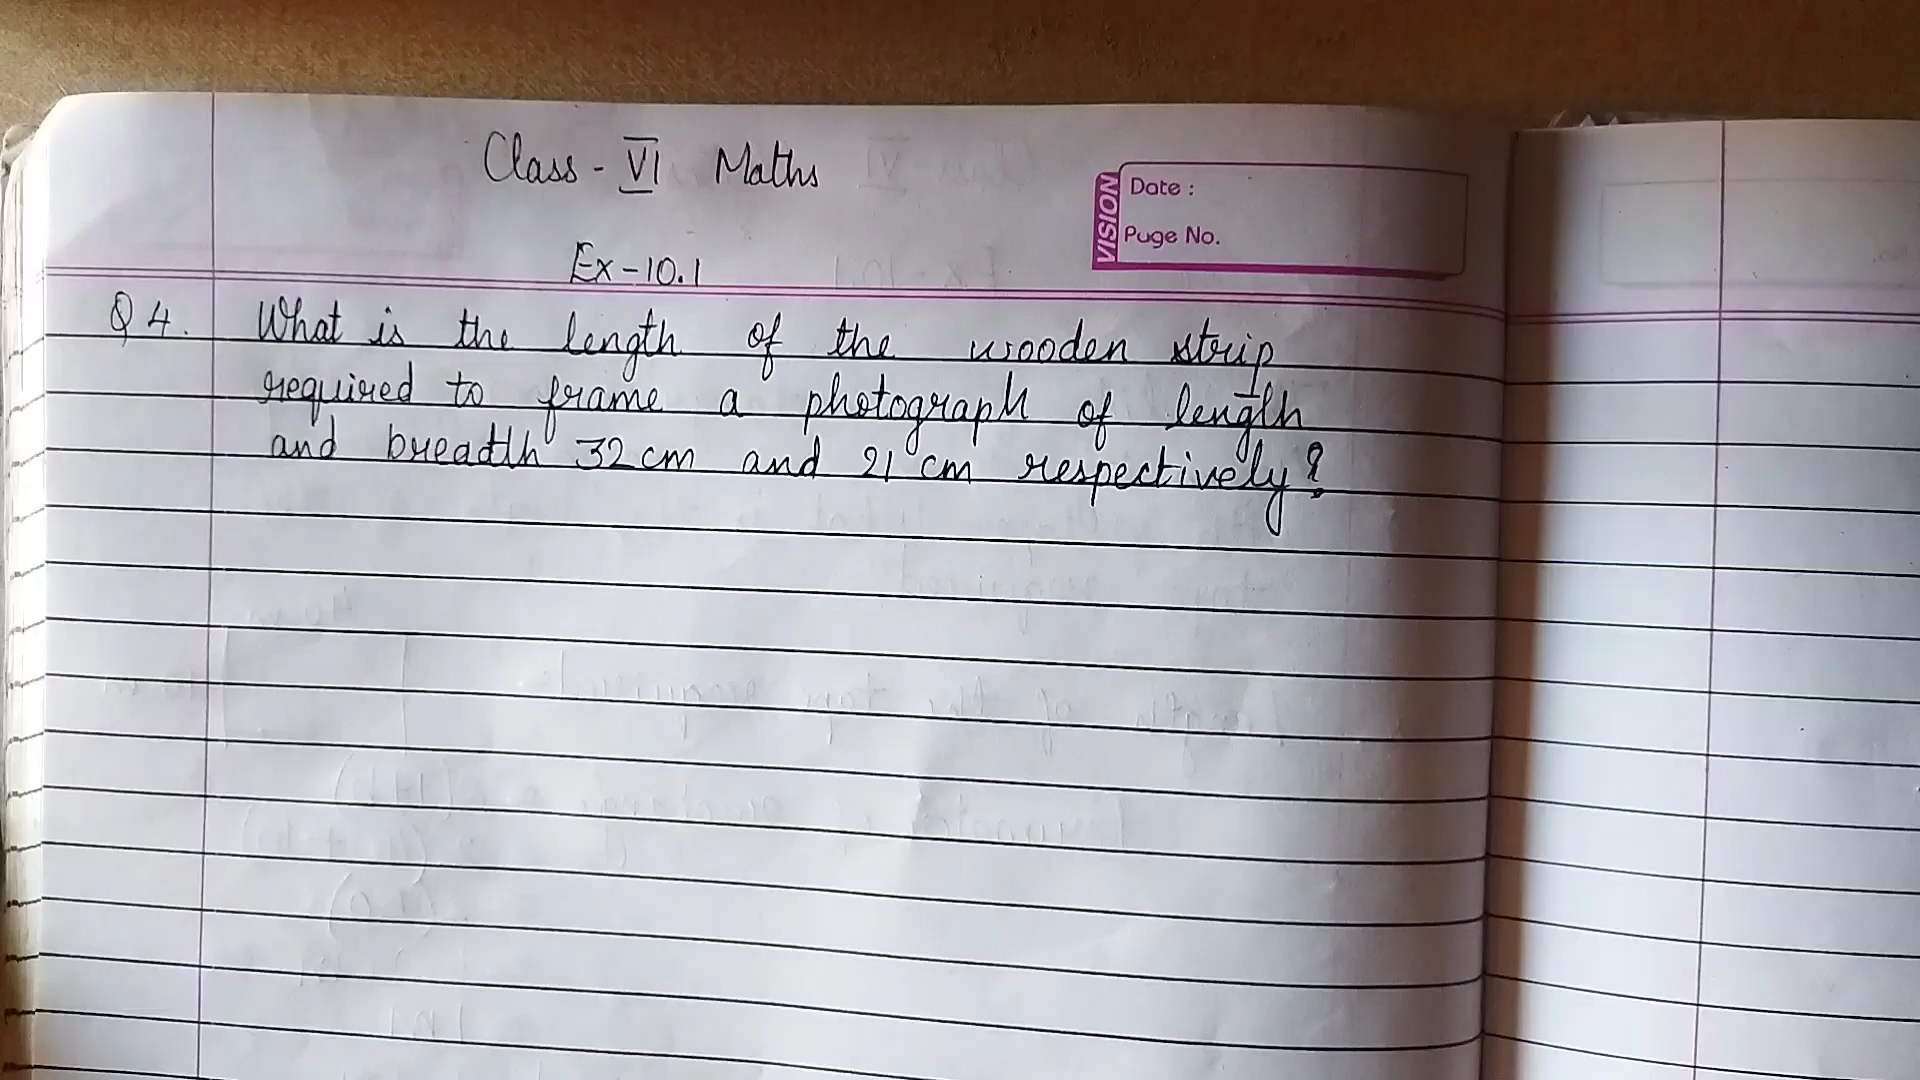 Class - VI Maths
VISION
Date :
Page No.
Ex - 10.1
Q 4. What is the length of the wooden strip
required to frame a photograph of length
and breadth 32 cm and 21 cm respectively?